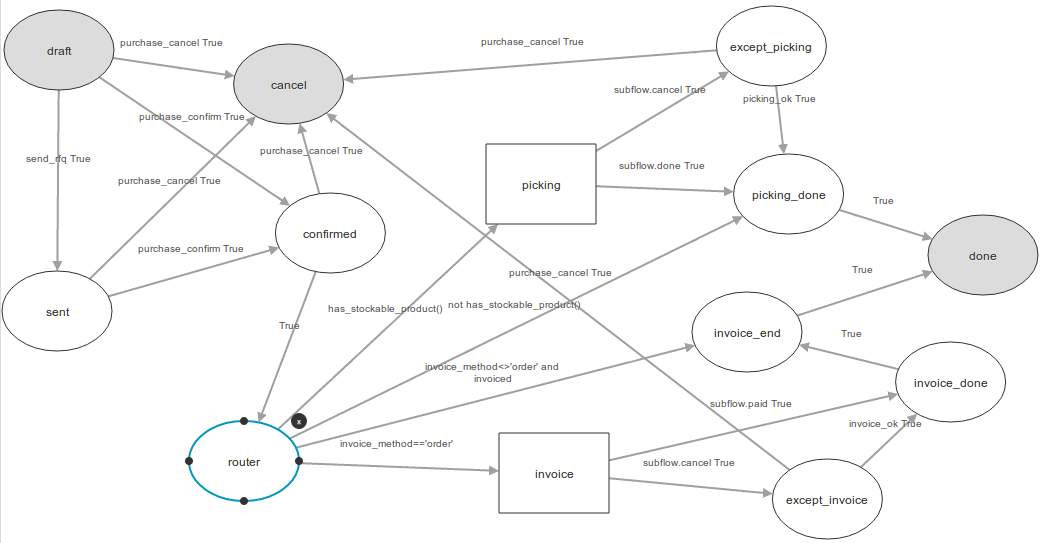 draft
purchase_cancel True
cancel
purchase_cancel True
except_picking
subflow.cancel True
picking_ok True
purchase_confirm True
send_rfq True
purchase_cancel True
purchase_cancel True
picking
subflow.done True
picking_done
True
confirmed
purchase_confirm True
done
sent
True
has_stockable_product()
not has_stockable_product()
purchase_cancel True
True
invoice_end
True
invoice_method<>'order' and
invoiced
invoice_done
subflow.paid True
invoice_ok True
x
router
invoice_method=='order'
invoice
subflow.cancel True
except_invoice